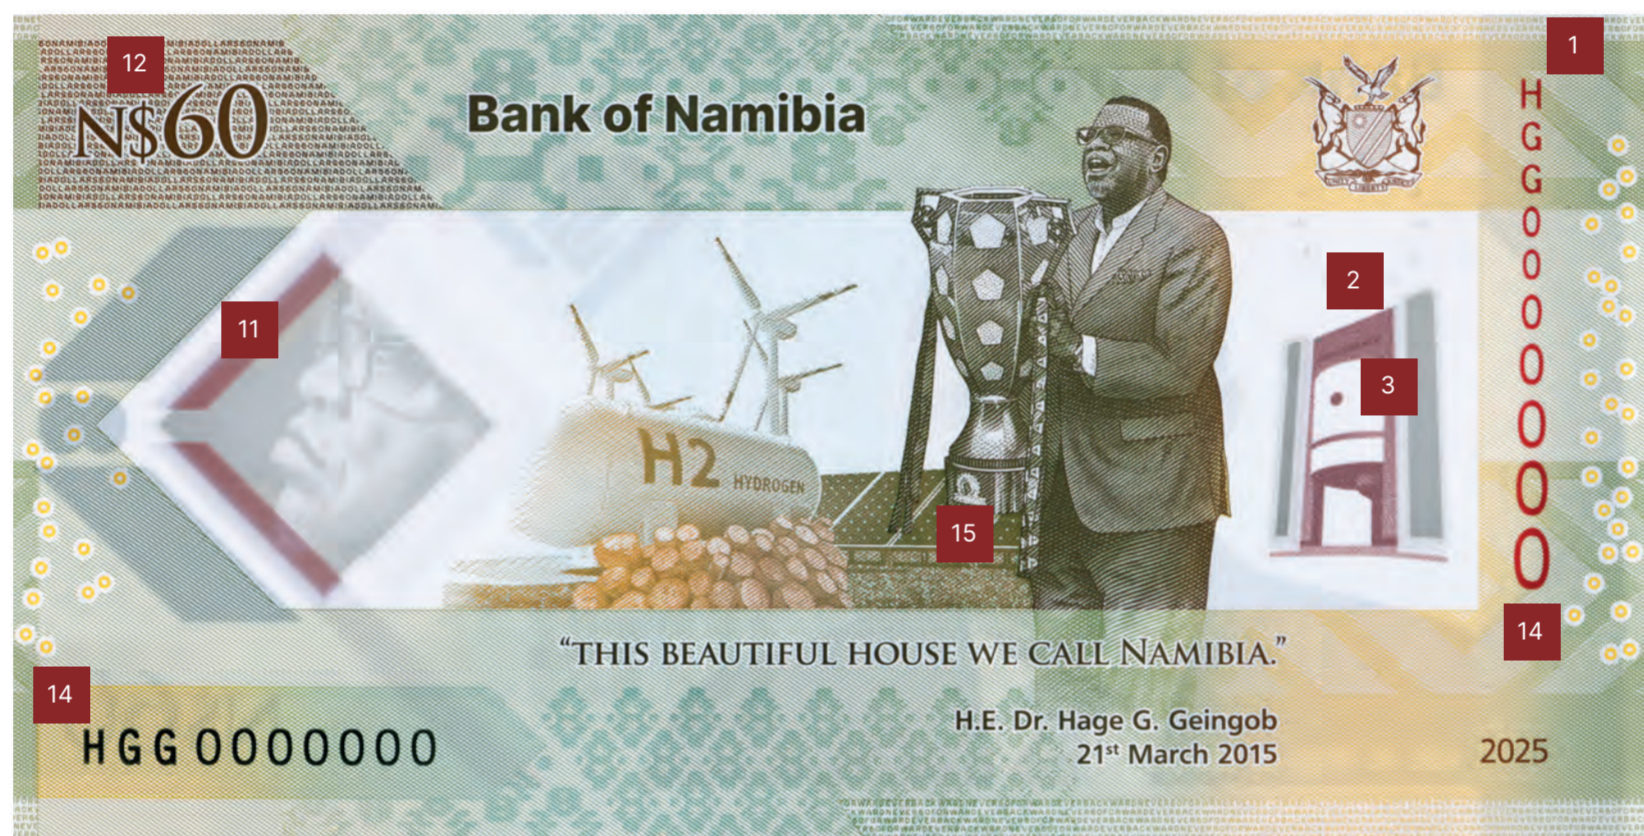 12
1
N$60
Bank of Namibia
HGG0000000
2
11
3
H2 HYDROGEN
15
14
“THIS BEAUTIFUL HOUSE WE CALL NAMIBIA.”
14
H.E. Dr. Hage G. Geingob
21st March 2015
2025
HGG0000000